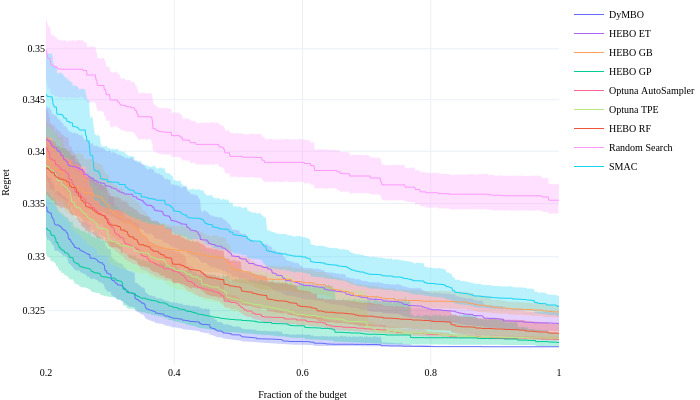 0.35
0.345
0.34
0.335
0.33
0.325
Regret
0.2
0.4
0.6
0.8
1
Fraction of the budget
DyMBO
HEBO ET
HEBO GB
HEBO GP
Optuna AutoSampler
Optuna TPE
HEBO RF
Random Search
SMAC